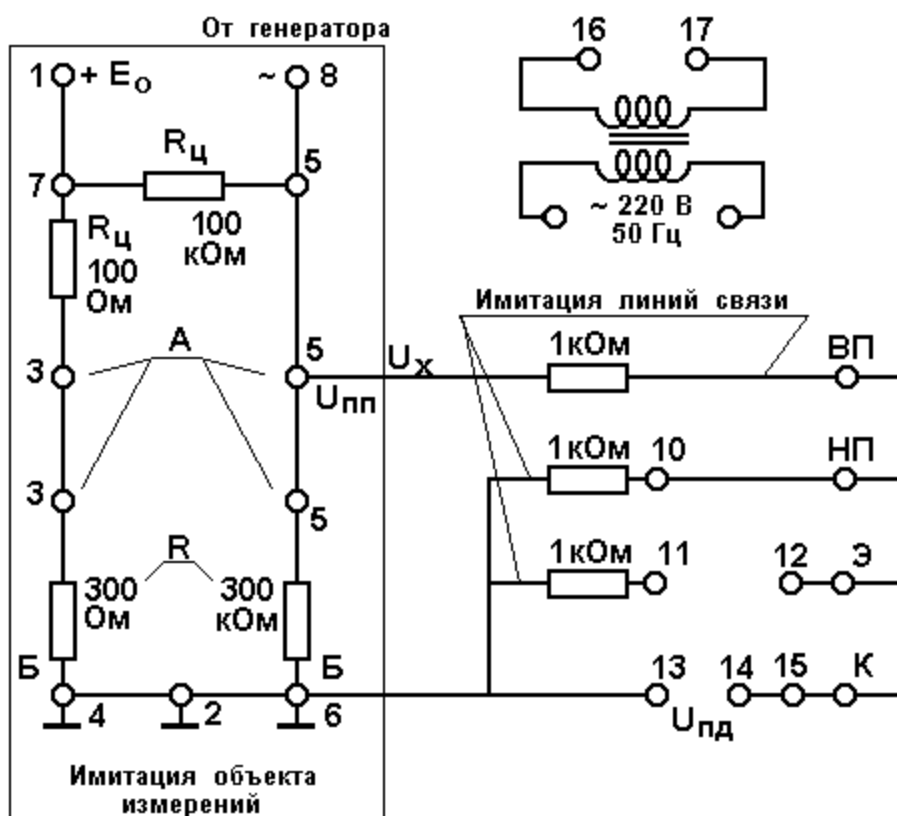 От генератора
16 17
1 + Eо ~ 8
Rц
5
7
100
кОм
Rц
100
Ом
~ 220 В
50 Гц
Имитация линий связи
А
3
5
Uх
Uпп
1кОм
ВП
1кОм
10
НП
3
5
R
1кОм
11
12
Э
300
Ом
300
кОм
Б
Б
13
14
15
К
4
2
6
Uпд
Имитация объекта
измерений